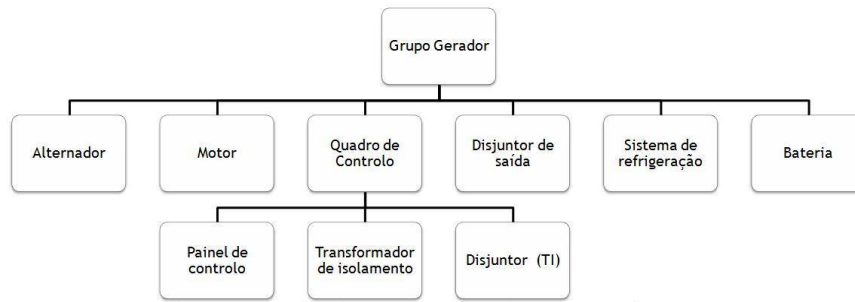 Grupo Gerador
Alternador
Motor
Quadro de
Controlo
Disjuntor de
saída
Sistema de
refrigeração
Bateria
Painel de
controlo
Transformador
de isolamento
Disjuntor (TI)